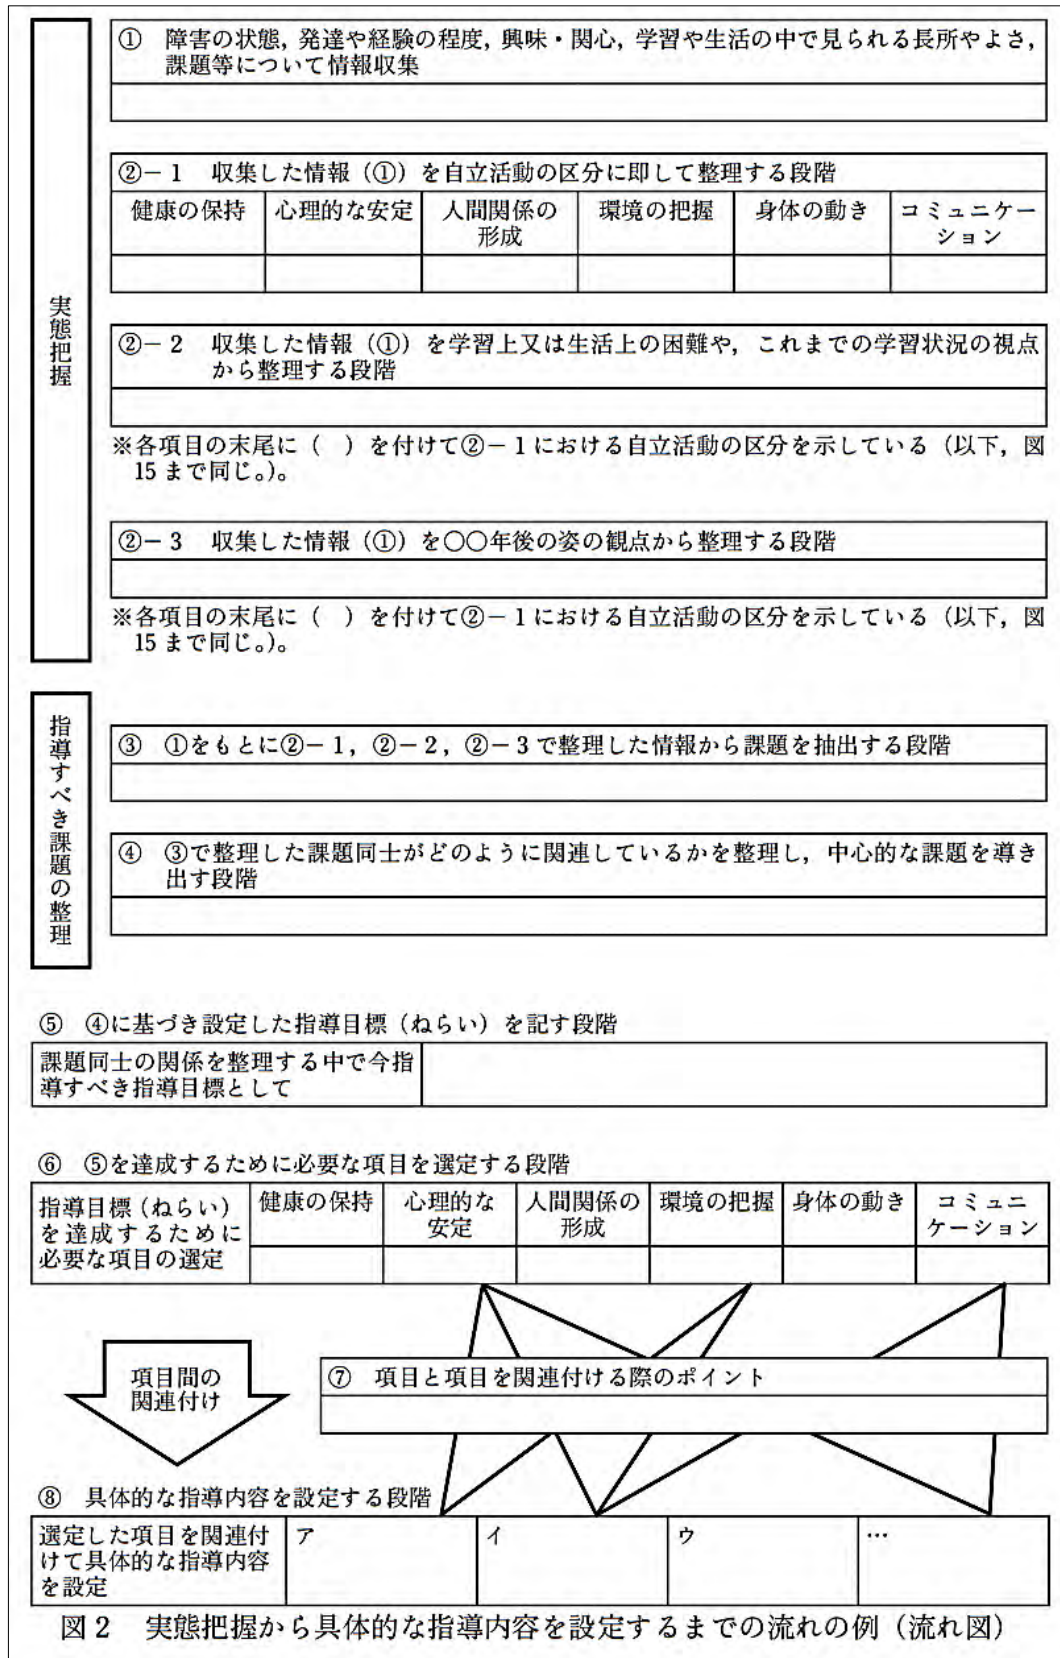 ① 障害の状態，発達や経験の程度，興味・関心，学習や生活の中で見られる長所やよさ，
課題等について情報収集
②－１ 収集した情報（①）を自立活動の区分に即して整理する段階
健康の保持
心理的な安定
人間関係の
形成
環境の把握
身体の動き
コミュニケー
ション
実態把握
②－２ 収集した情報（①）を学習上又は生活上の困難や，これまでの学習状況の視点
から整理する段階
※各項目の末尾に（　）を付けて②－１における自立活動の区分を示している（以下，図
15まで同じ。）。
②－３ 収集した情報（①）を〇〇年後の姿の観点から整理する段階
※各項目の末尾に（　）を付けて②－１における自立活動の区分を示している（以下，図
15まで同じ。）。
指導すべき課題の整理
③ ①をもとに②－１，②－２，②－３で整理した情報から課題を抽出する段階
④ ③で整理した課題同士がどのように関連しているかを整理し，中心的な課題を導き
出す段階
⑤ ④に基づき設定した指導目標（ねらい）を記す段階
課題同士の関係を整理する中で今指
導すべき指導目標として
⑥ ⑤を達成するために必要な項目を選定する段階
指導目標（ねらい）
を達成するために
必要な項目の選定
健康の保持
心理的な
安定
人間関係の
形成
環境の把握
身体の動き
コミュニ
ケーション
項目間の
関連付け
⑦ 項目と項目を関連付ける際のポイント
⑧ 具体的な指導内容を設定する段階
選定した項目を関連付
けて具体的な指導内容
を設定
ア
イ
ウ
…
図２ 実態把握から具体的な指導内容を設定するまでの流れの例（流れ図）